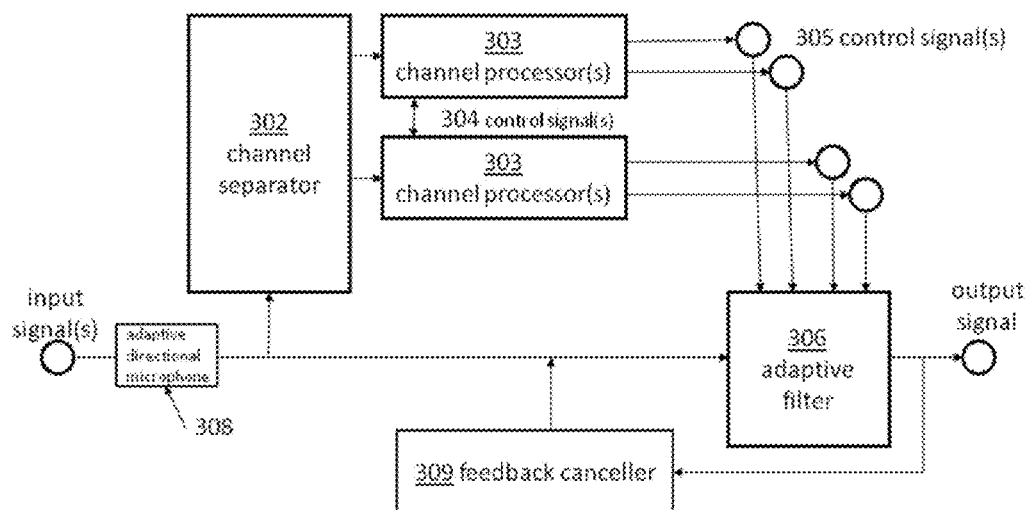 303
channel processor(s)
305 control signal(s)
304 control signal(s)
302
channel
separator
303
channel processor(s)
input
signal(s)
adaptive
directional
microphone
308
306
adaptive
filter
output
signal
309 feedback canceller